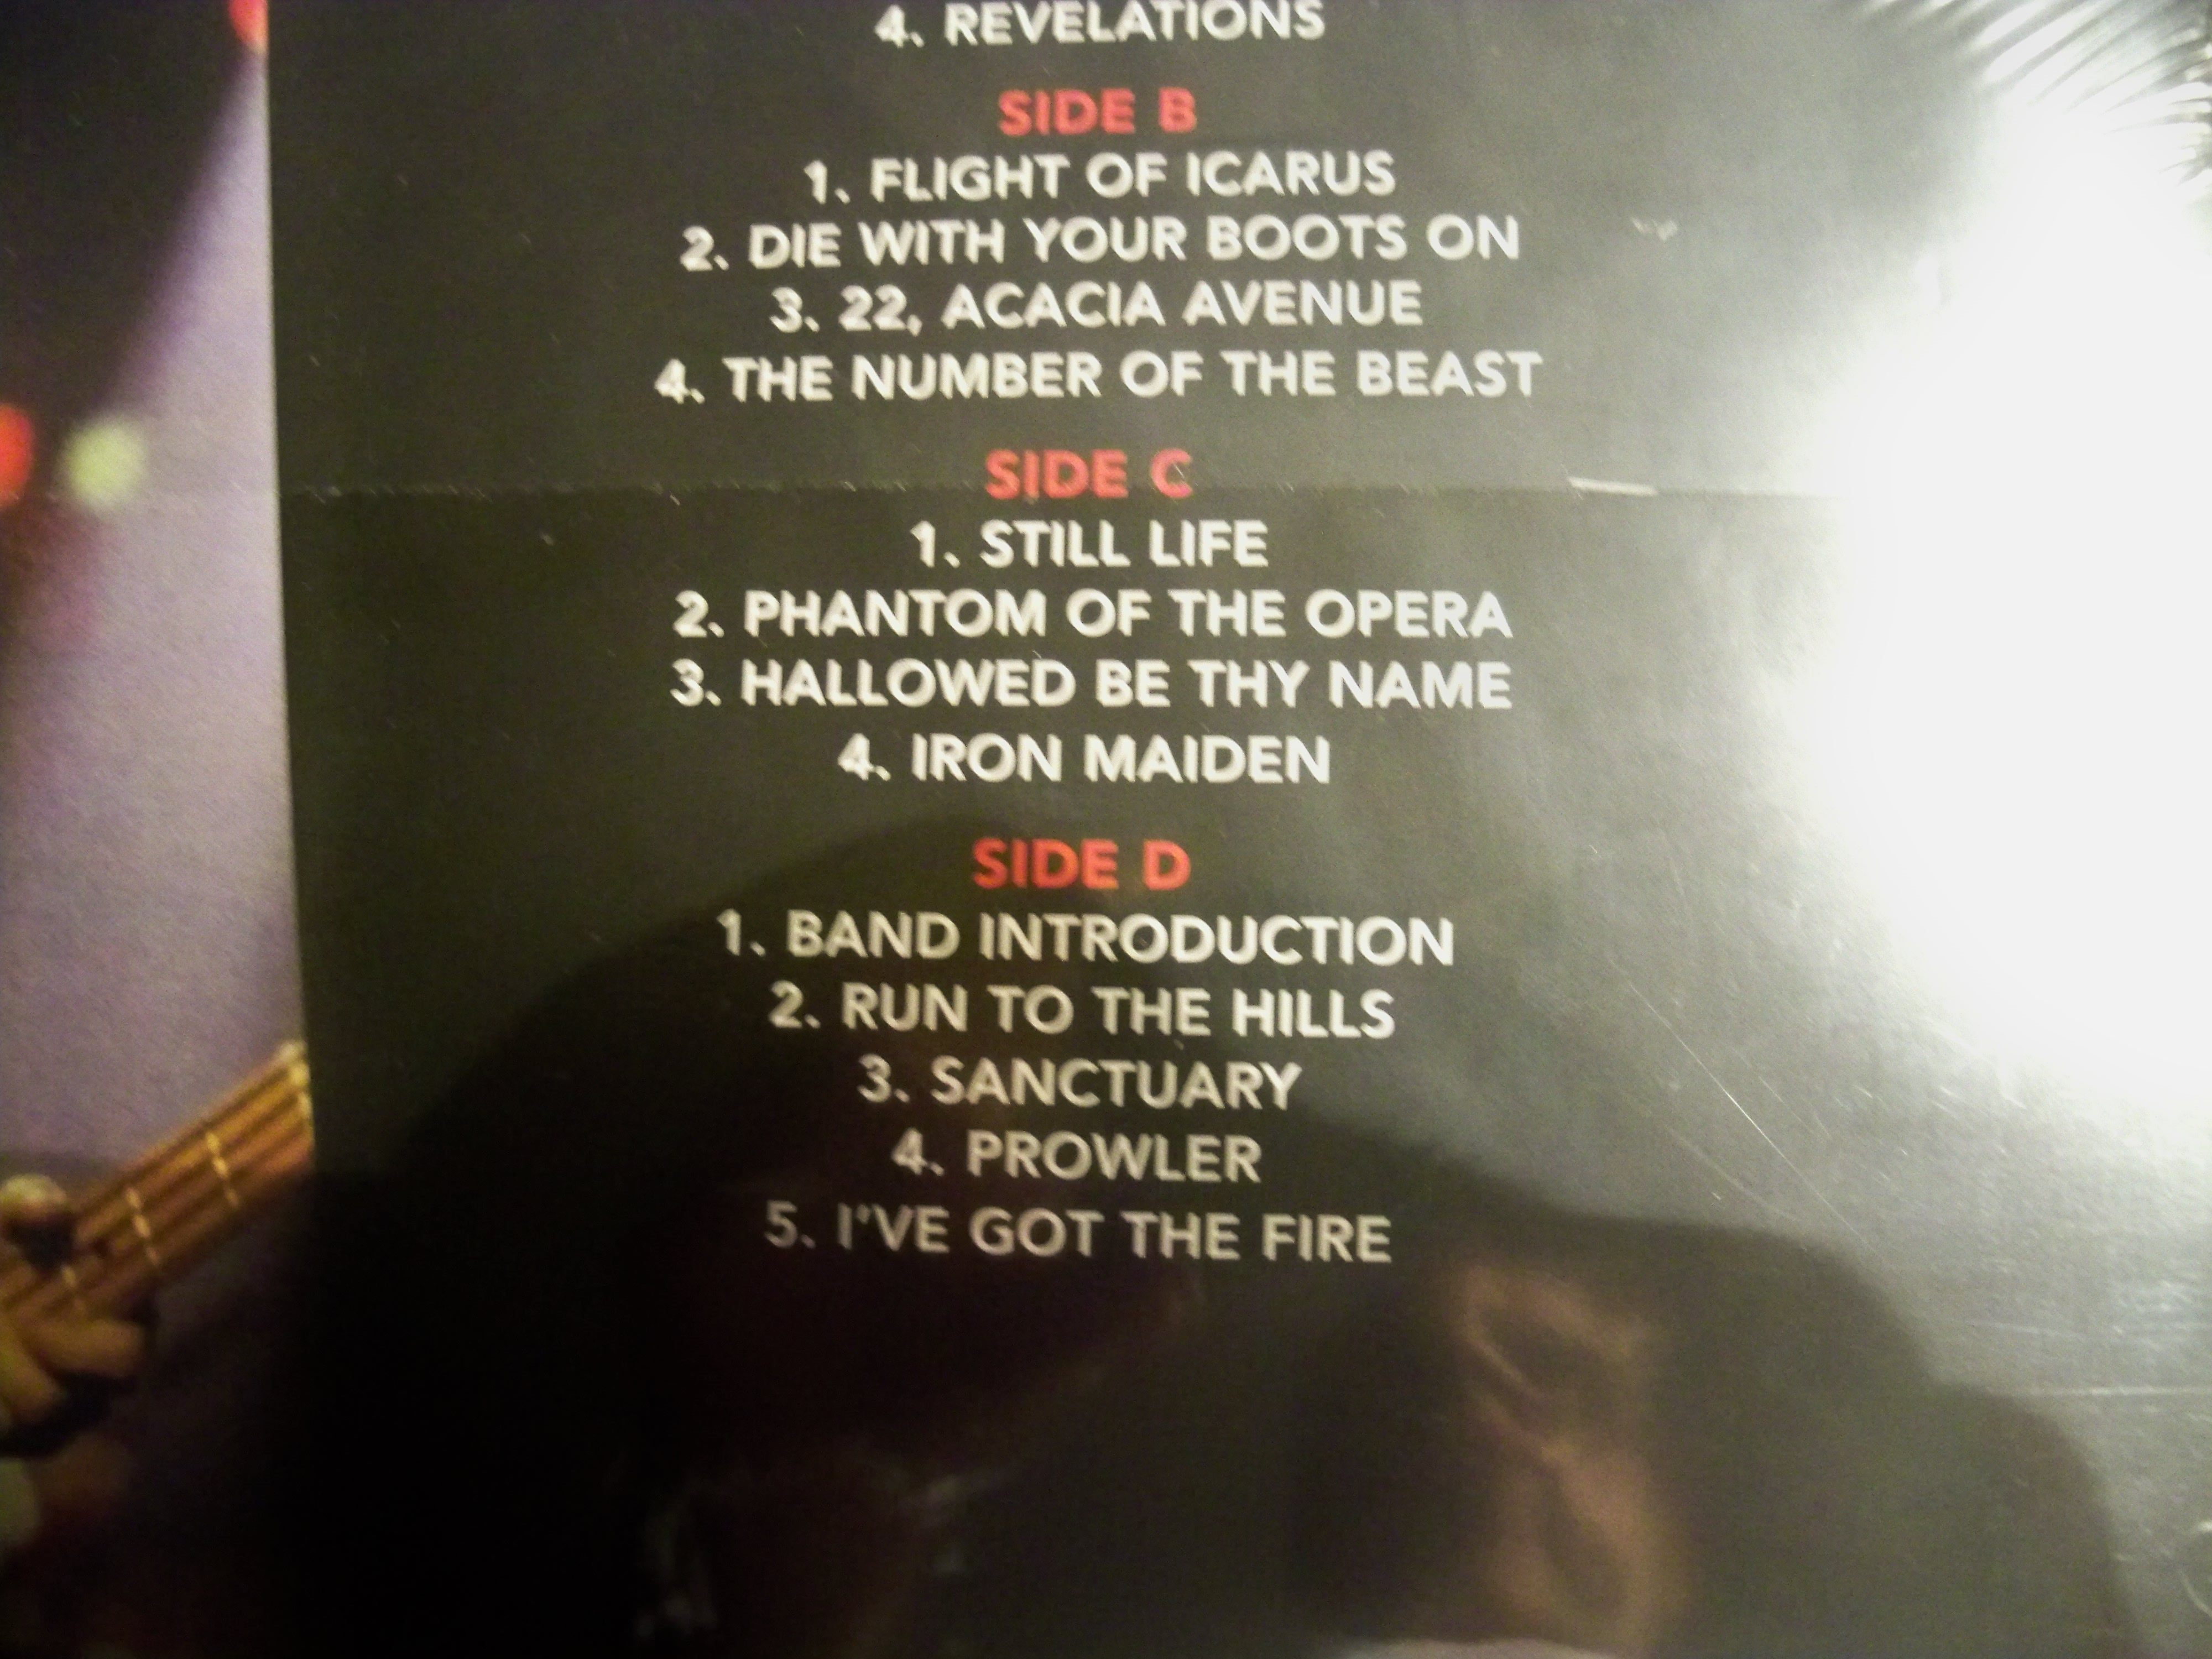 4. REVELATIONS
SIDE B
1. FLIGHT OF ICARUS
2. DIE WITH YOUR BOOTS ON
3. 22, ACACIA AVENUE
4. THE NUMBER OF THE BEAST
SIDE C
1. STILL LIFE
2. PHANTOM OF THE OPERA
3. HALLOWED BE THY NAME
4. IRON MAIDEN
SIDE D
1. BAND INTRODUCTION
2. RUN TO THE HILLS
3. SANCTUARY
4. PROWLER
5. I'VE GOT THE FIRE